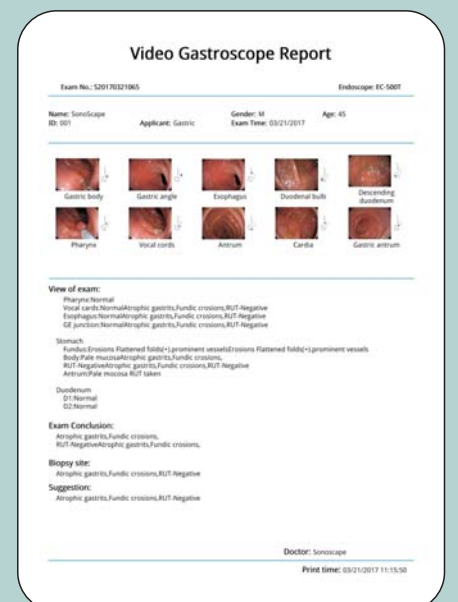 Video Gastroscope Report
Exam No.: S20170321065 Endoscope: EC-500T
Name: SonoScape Gender: M Age: 45
ID: 001 Applicant: Gastric Exam Time: 03/21/2017
Gastric body Gastric angle Esophagus Duodenal bulb Descending duodenum
Pharynx Vocal cords Antrum Cardia Gastric antrum
View of exam:
Pharynx:Normal
Vocal cards:NormalAtrophic gastrits,Fundic crosions,RUT-Negative
Esophagus:NormalAtrophic gastrits,Fundic crosions,RUT-Negative
GE junction:NormalAtrophic gastrits,Fundic crosions,RUT-Negative
Stomach
Fundus:Erosions Flattened folds(+),prominent vesselsErosions Flattened folds(+),prominent vessels
Body:Pale mucosaAtrophic gastrits,Fundic crosions,
RUT-NegativeAtrophic gastrits,Fundic crosions,RUT-Negative
Antrum:Pale mocosa RUT taken
Duodenum
D1:Normal
D2:Normal
Exam Conclusion:
Atrophic gastrits,Fundic crosions,
RUT-NegativeAtrophic gastrits,Fundic crosions,
Biopsy site:
Atrophic gastrits,Fundic crosions,RUT-Negative
Suggestion:
Atrophic gastrits,Fundic crosions,RUT-Negative
Doctor: Sonoscape
Print time: 03/21/2017 11:15:50